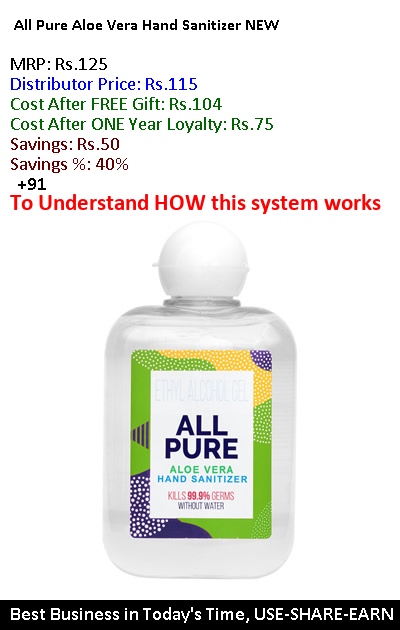 All Pure Aloe Vera Hand Sanitizer NEW
MRP: Rs.125
Distributor Price: Rs.115
Cost After FREE Gift: Rs.104
Cost After ONE Year Loyalty: Rs.75
Savings: Rs.50
Savings %: 40%
+91
To Understand HOW this system works
ETHYL ALCOHOL GEL
ALL
PURE
ALOE VERA
HAND SANITIZER
KILLS 99.9% GERMS
WITHOUT WATER
Best Business in Today's Time, USE-SHARE-EARN